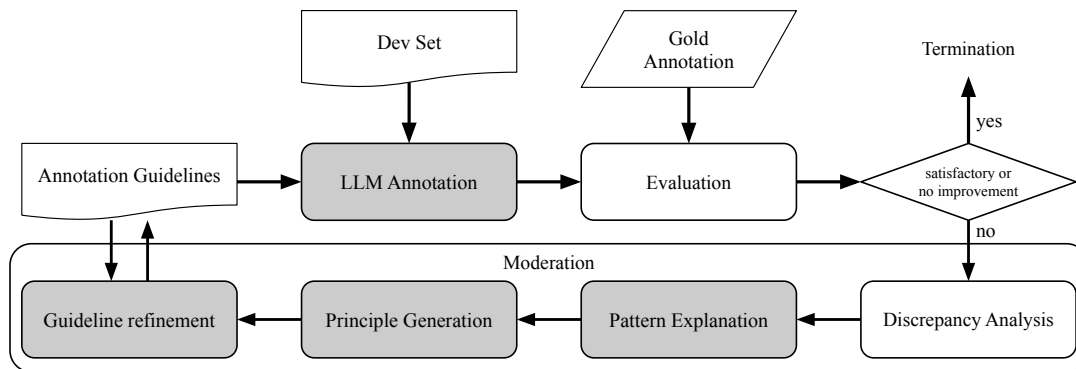 Dev Set
Gold
Annotation
Termination
yes
Annotation Guidelines
LLM Annotation
Evaluation
satisfactory or
no improvement
no
Moderation
Guideline refinement
Principle Generation
Pattern Explanation
Discrepancy Analysis